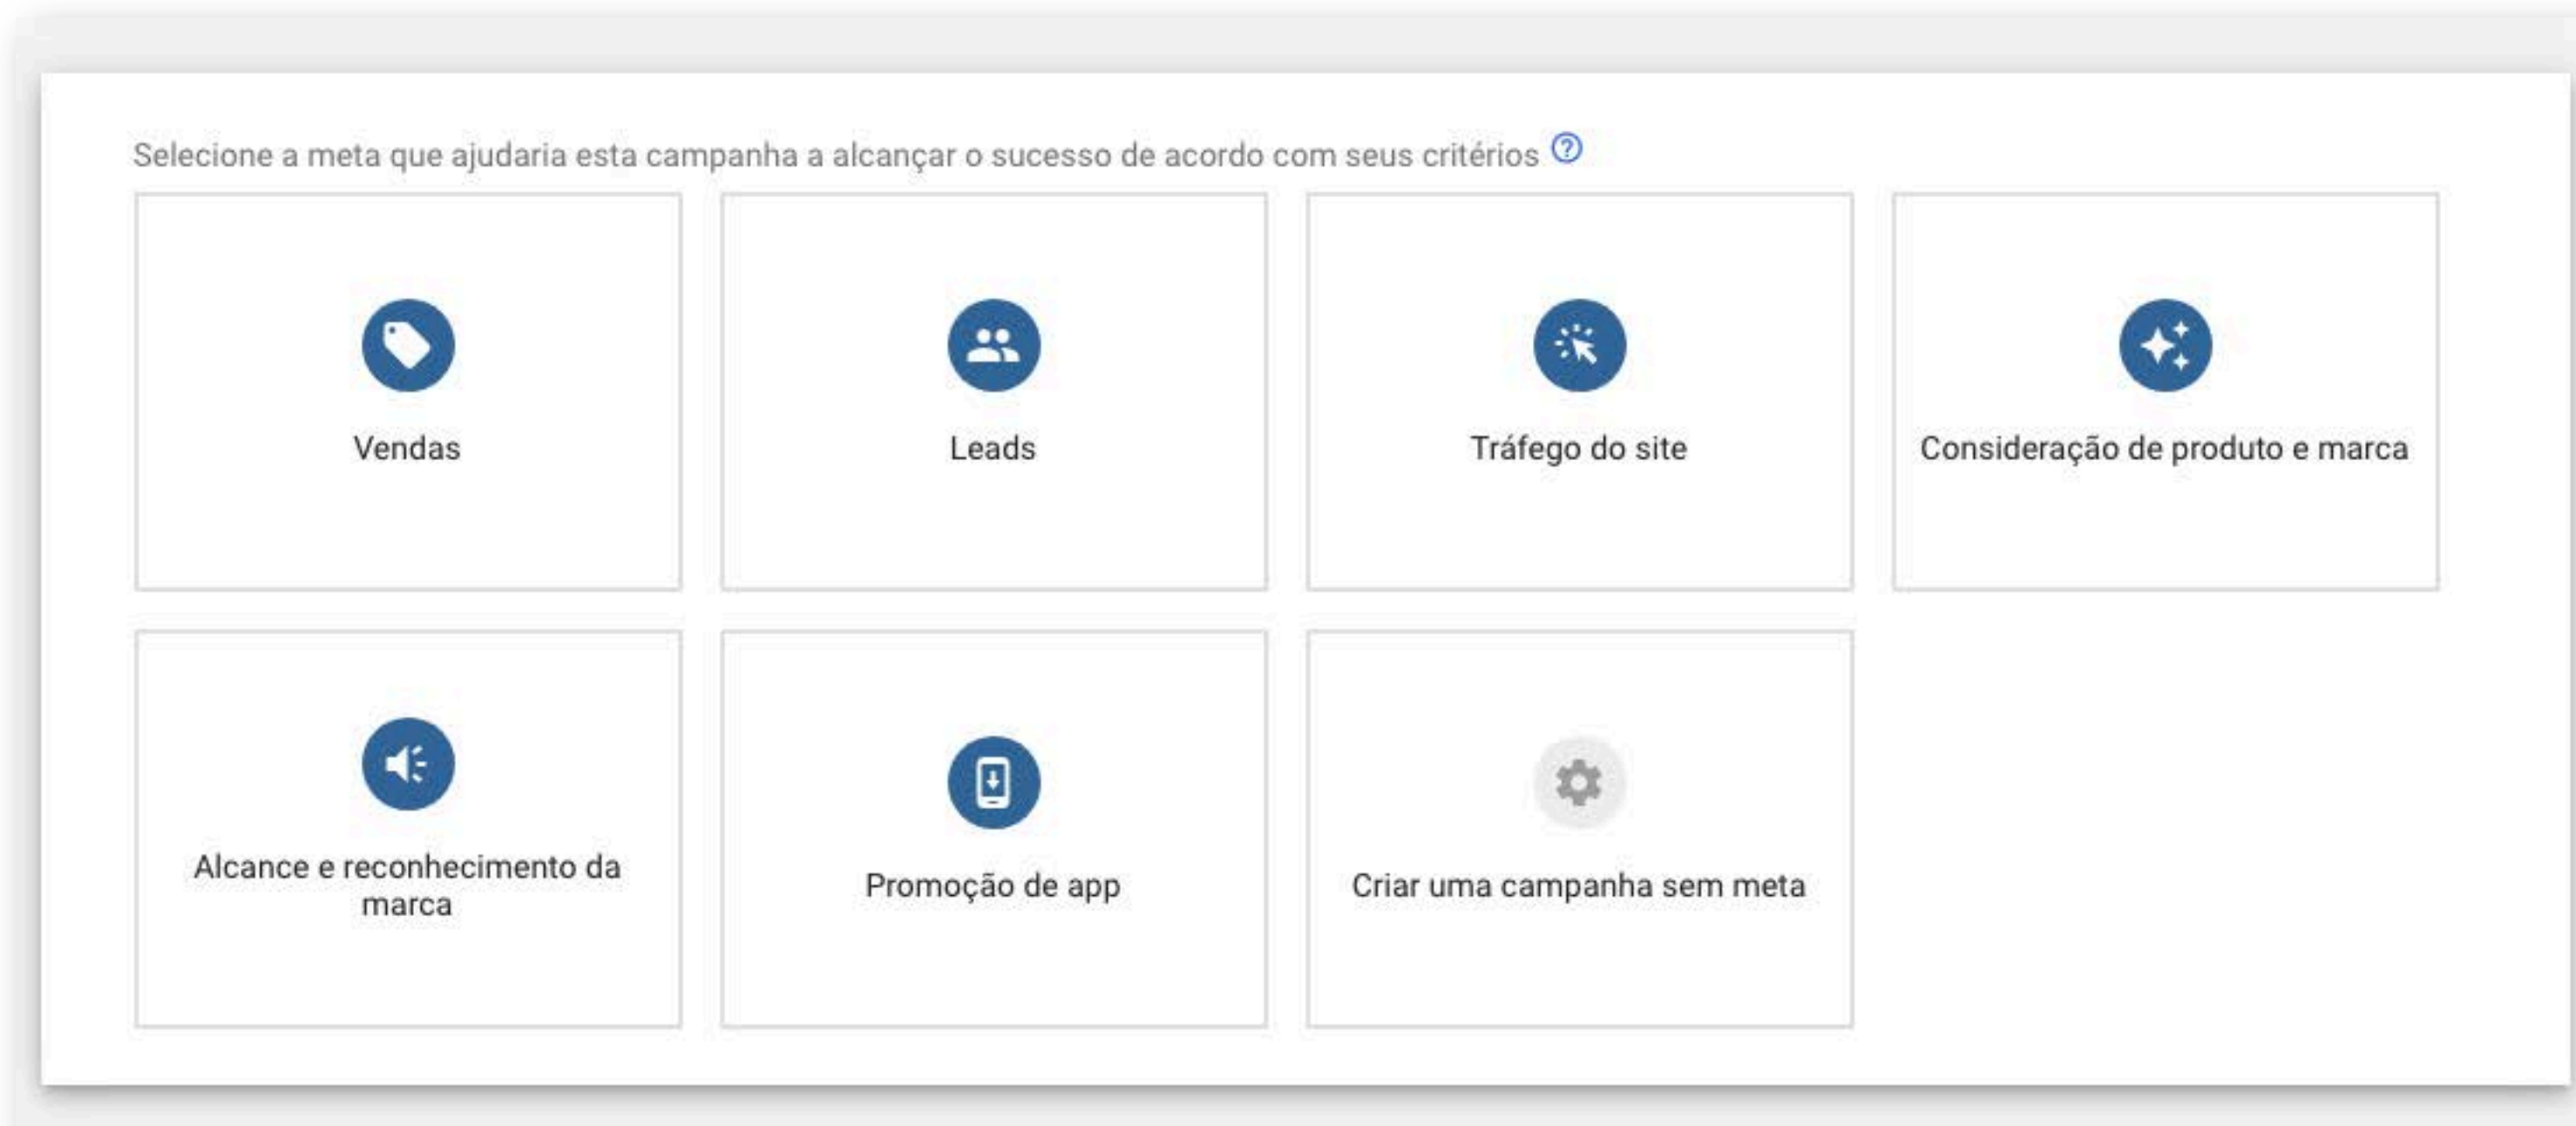 Selecione a meta que ajudaria esta campanha a alcançar o sucesso de acordo com seus critérios
Vendas
Leads
Tráfego do site
Consideração de produto e marca
Alcance e reconhecimento da
marca
Promoção de app
Criar uma campanha sem meta